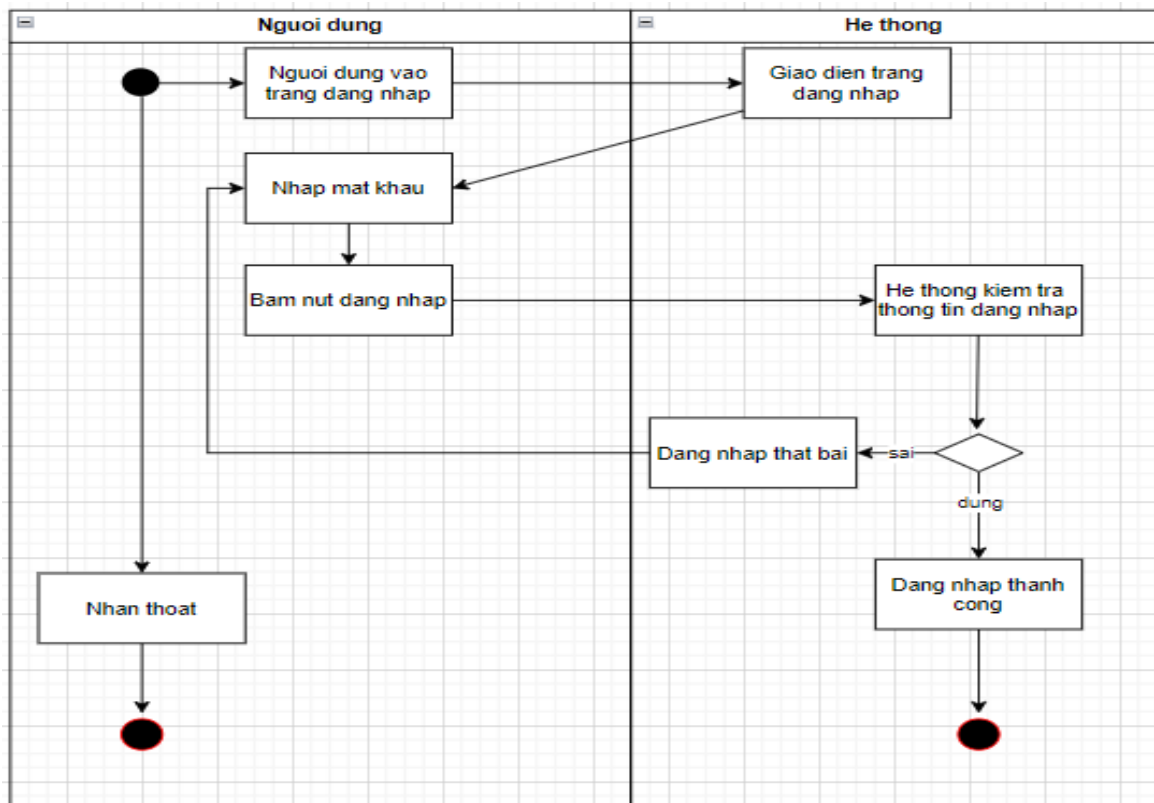 Nguoi dung
He thong
Nguoi dung vao
trang dang nhap
Giao dien trang
dang nhap
Nhap mat khau
Bam nut dang nhap
He thong kiem tra
thong tin dang nhap
Dang nhap that bai
sai
dung
Dang nhap thanh
cong
Nhan thoat